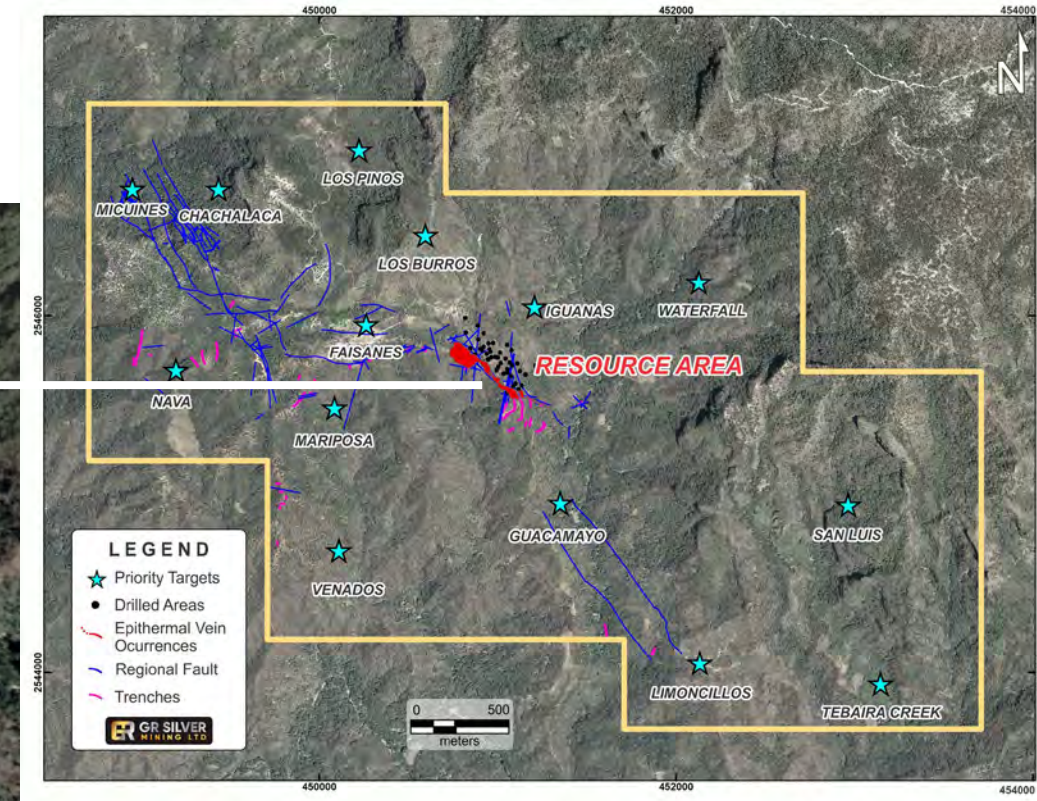 450000
452000
454000
N
LOS PINOS
MICUINES
CHACHALACA
LOS BURROS
IGUANAS
WATERFALL
2546000
FAISANES
RESOURCE AREA
NAVA
MARIPOSA
GUACAMAYO
SAN LUIS
VENADOS
LEGEND
Priority Targets
Drilled Areas
Epithermal Vein
Ocurrences
Regional Fault
Trenches
GR GR SILVER
MINING LTD
2544000
LIMONCILLOS
TEBAIRA CREEK
0 500
meters
450000
452000
454000